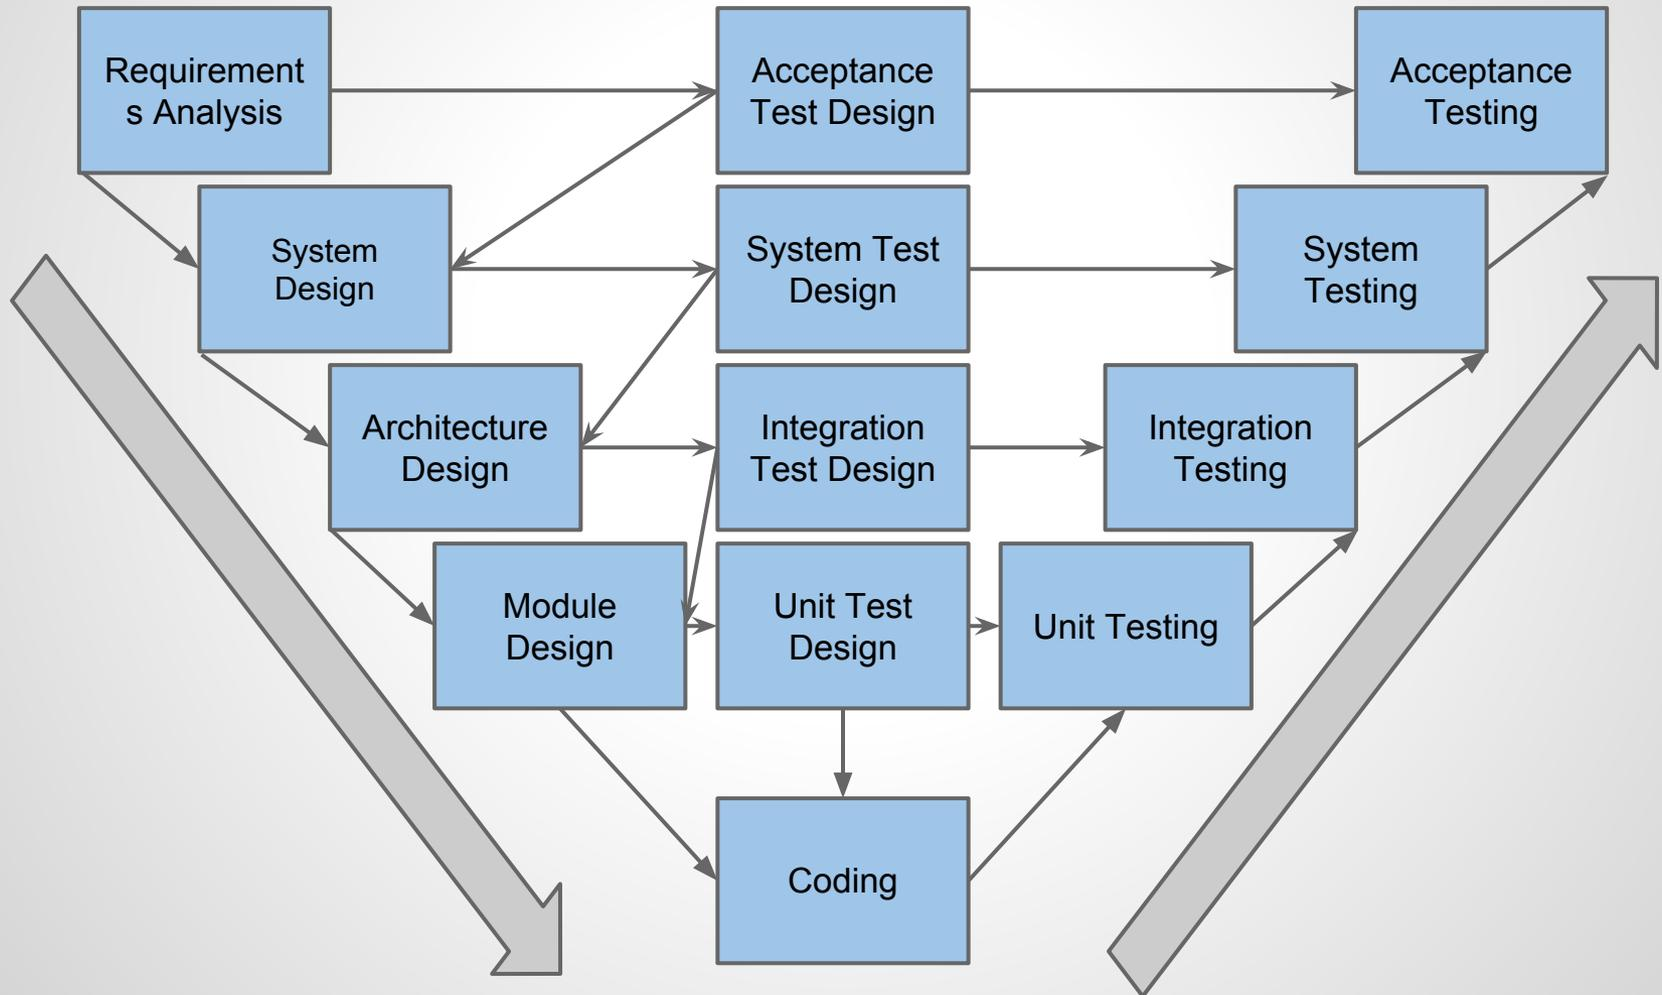 Requirement
s Analysis
Acceptance
Test Design
Acceptance
Testing
System
Design
System Test
Design
System
Testing
Architecture
Design
Integration
Test Design
Integration
Testing
Module
Design
Unit Test
Design
Unit Testing
Coding